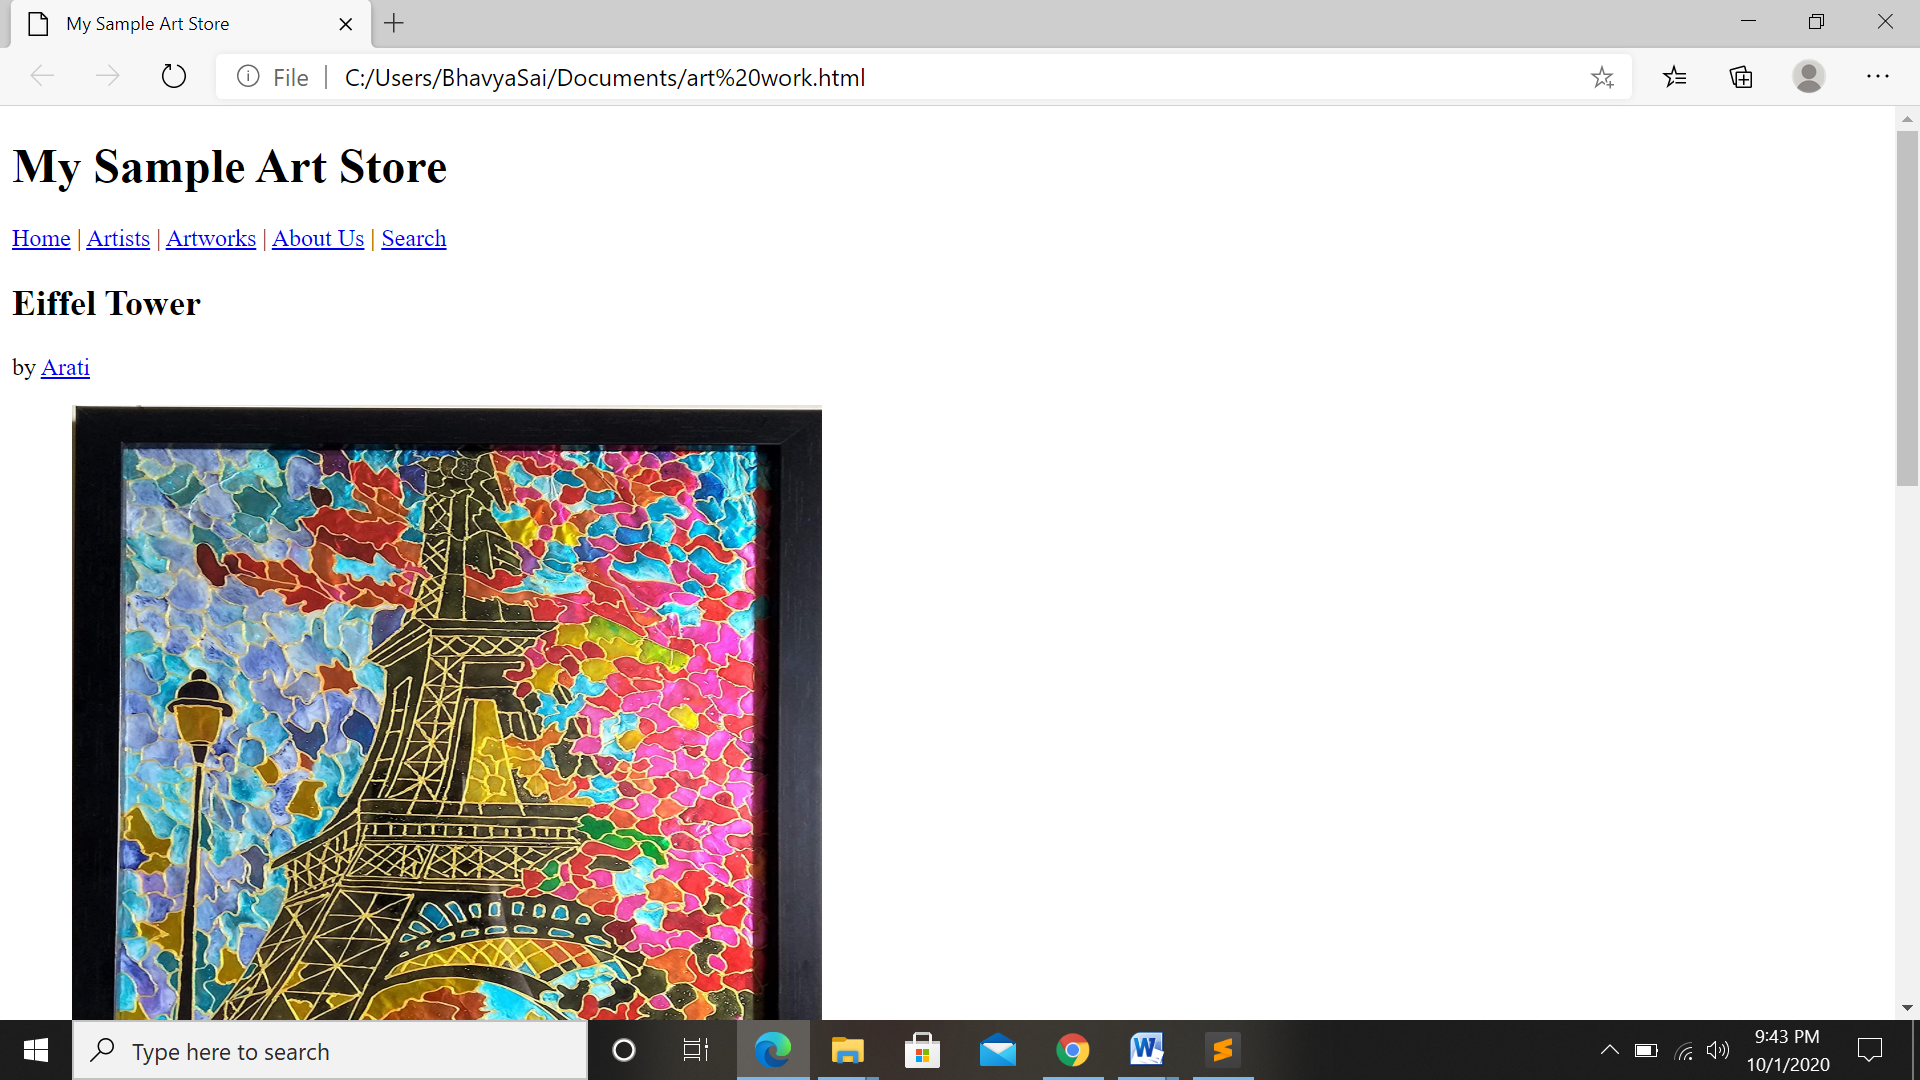 My Sample Art Store
File | C:/Users/BhavyaSai/Documents/art%20work.html
My Sample Art Store
Home | Artists | Artworks | About Us | Search
Eiffel Tower
by Arati
Type here to search
9:43 PM
10/1/2020